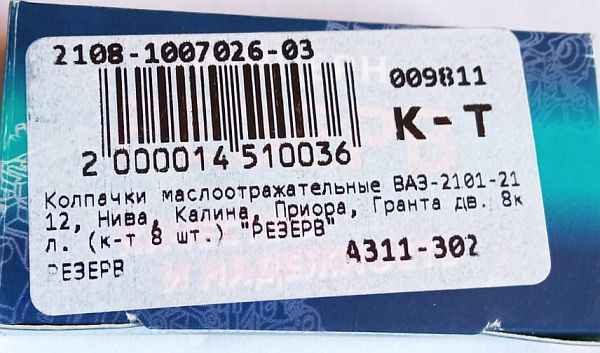 2108-1007026-03
009811
К-Т
2 000014 510036
Колпачки маслоотражательные ВАЗ-2101-21
12, Нива, Калина, Приора, Гранта дв. 8к
л. (к-т 8 шт.) "РЕЗЕРВ"
РЕЗЕРВ
А311-302